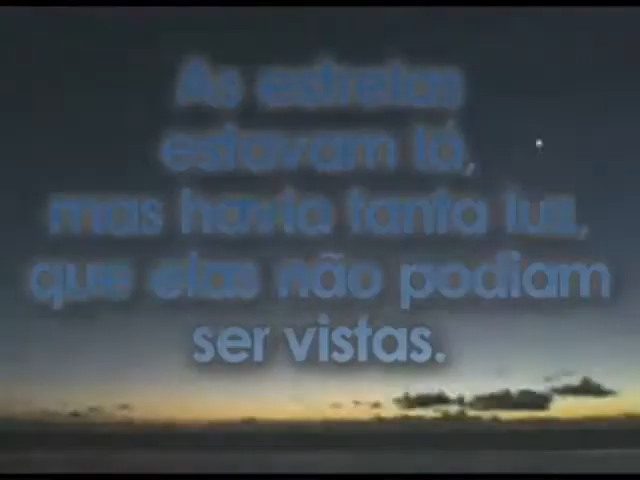 As estrelas
estavam lá,
mas havia tanta luz,
que elas não podiam
ser vistas.